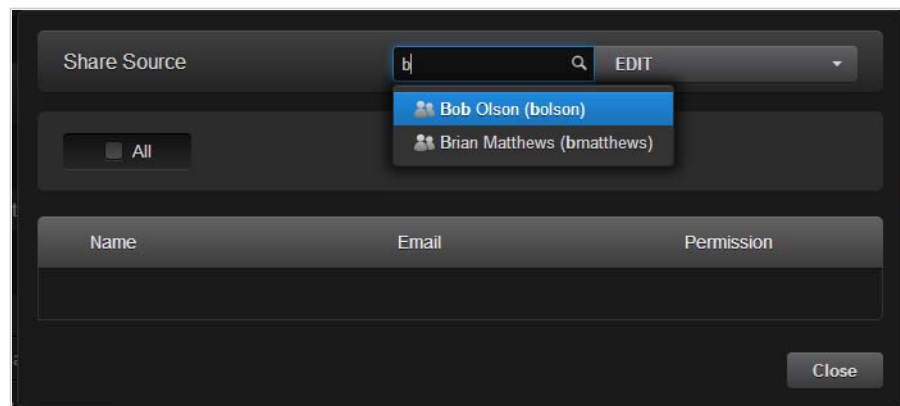 Share Source
b
EDIT
Bob Olson (bolson)
Brian Matthews (bmatthews)
All
Name Email Permission
Close